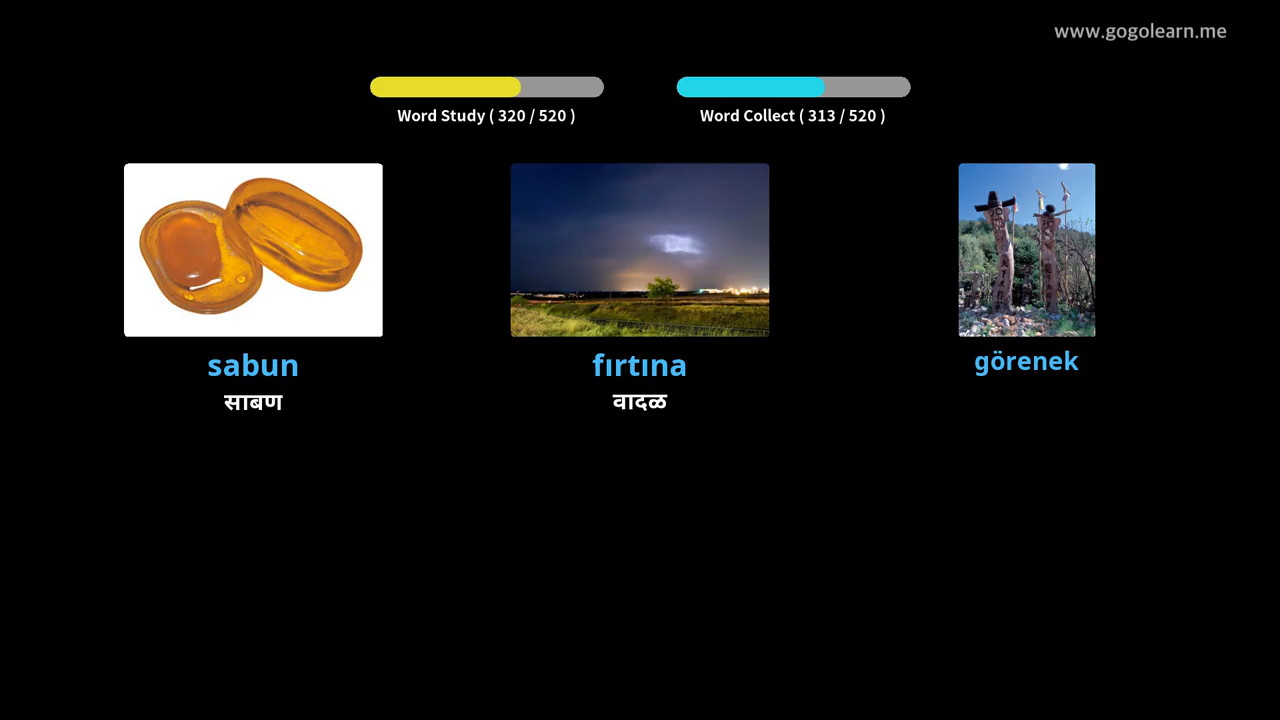 www.gogolearn.me
Word Study ( 320 / 520 )
Word Collect ( 313 / 520 )
sabun
साबण
fırtına
वादळ
görenek